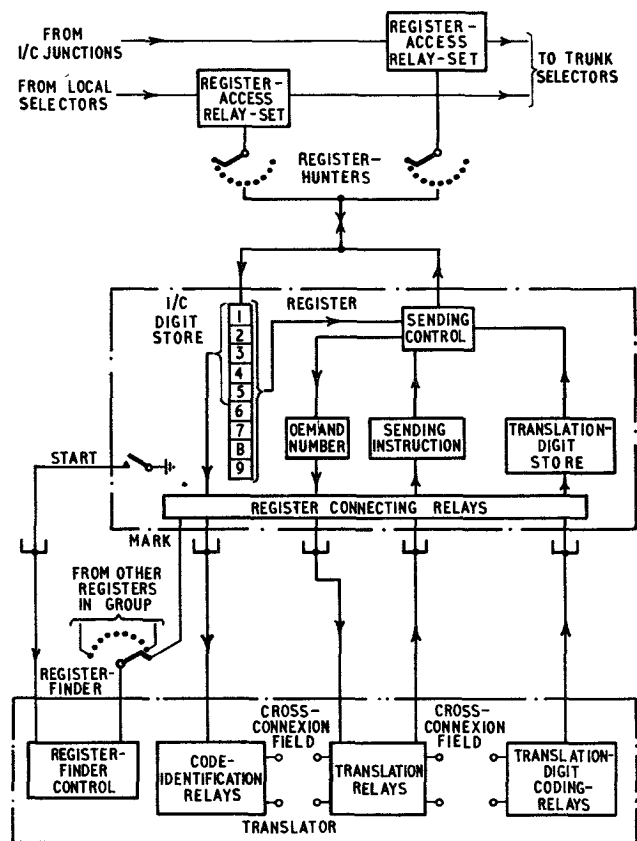 FROM
I/C JUNCTIONS
REGISTER-
ACCESS
RELAY-SET
TO TRUNK
SELECTORS
FROM LOCAL
SELECTORS
REGISTER-
ACCESS
RELAY-SET
REGISTER-
HUNTERS
I/C
DIGIT
STORE
REGISTER
1
2
3
4
5
6
7
8
9
SENDING
CONTROL
DEMAND
NUMBER
SENDING
INSTRUCTION
TRANSLATION-
DIGIT
STORE
START
REGISTER CONNECTING RELAYS
MARK
FROM OTHER
REGISTERS
IN GROUP
REGISTER-
FINDER
CROSS-
CONNEXION
FIELD
CROSS-
CONNEXION
FIELD
REGISTER-
FINDER
CONTROL
CODE-
IDENTIFICATION
RELAYS
TRANSLATION
RELAYS
TRANSLATION-
DIGIT
CODING-
RELAYS
TRANSLATOR